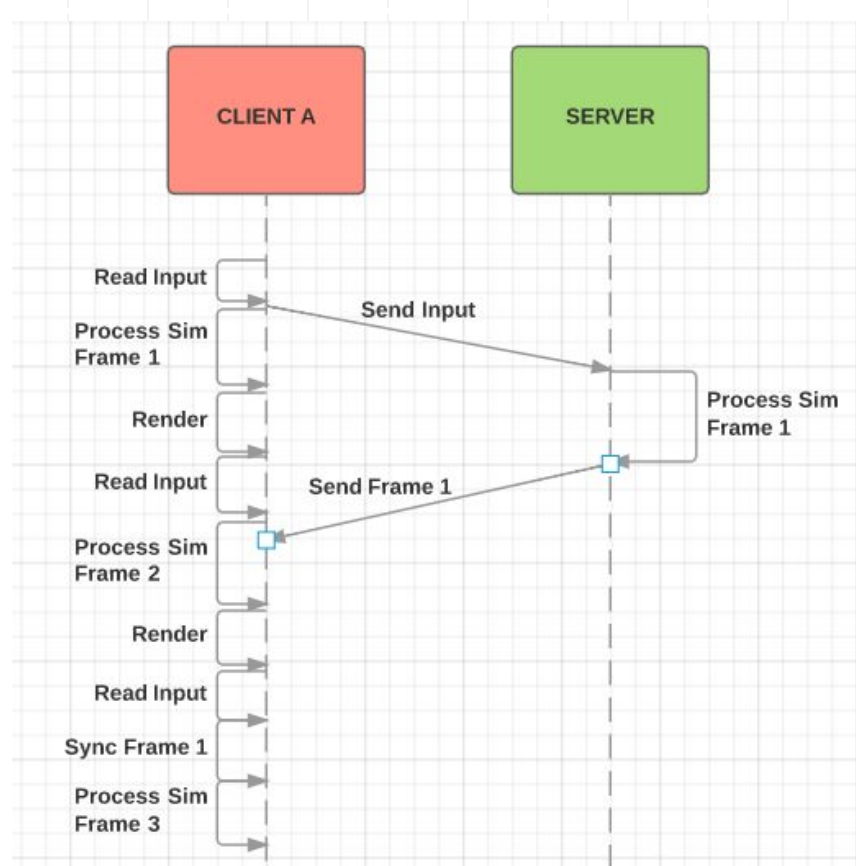 CLIENT A
SERVER
Read Input
Send Input
Process Sim
Frame 1
Process Sim
Frame 1
Render
Read Input
Send Frame 1
Process Sim
Frame 2
Render
Read Input
Sync Frame 1
Process Sim
Frame 3